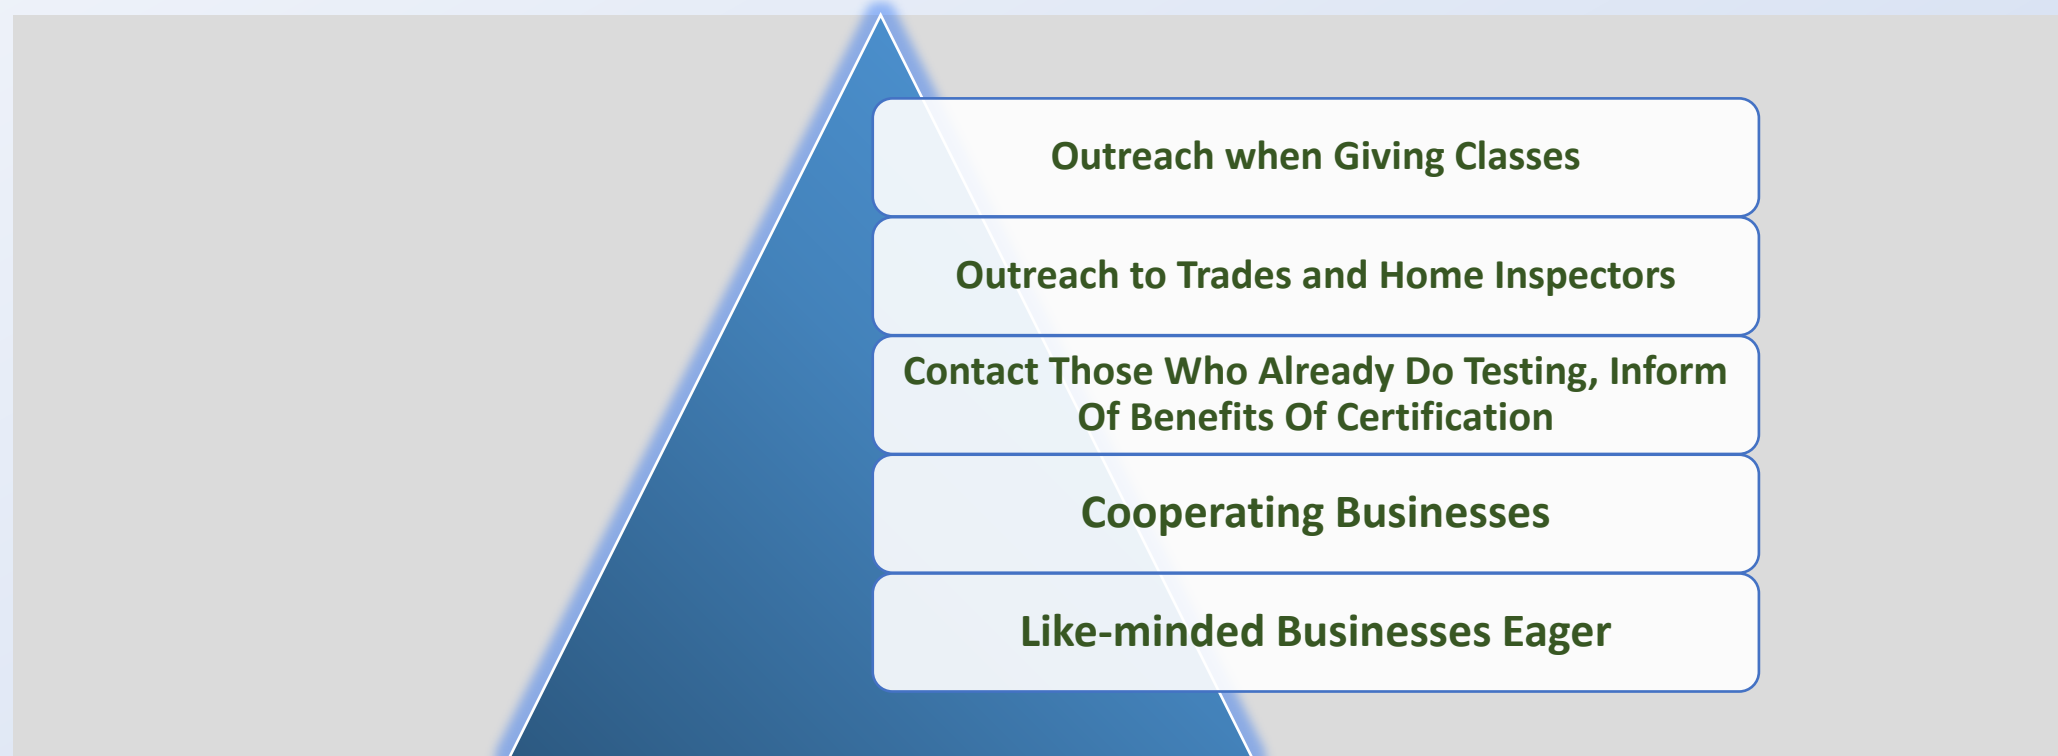 Outreach when Giving Classes
Outreach to Trades and Home Inspectors
Contact Those Who Already Do Testing, Inform
Of Benefits Of Certification
Cooperating Businesses
Like-minded Businesses Eager